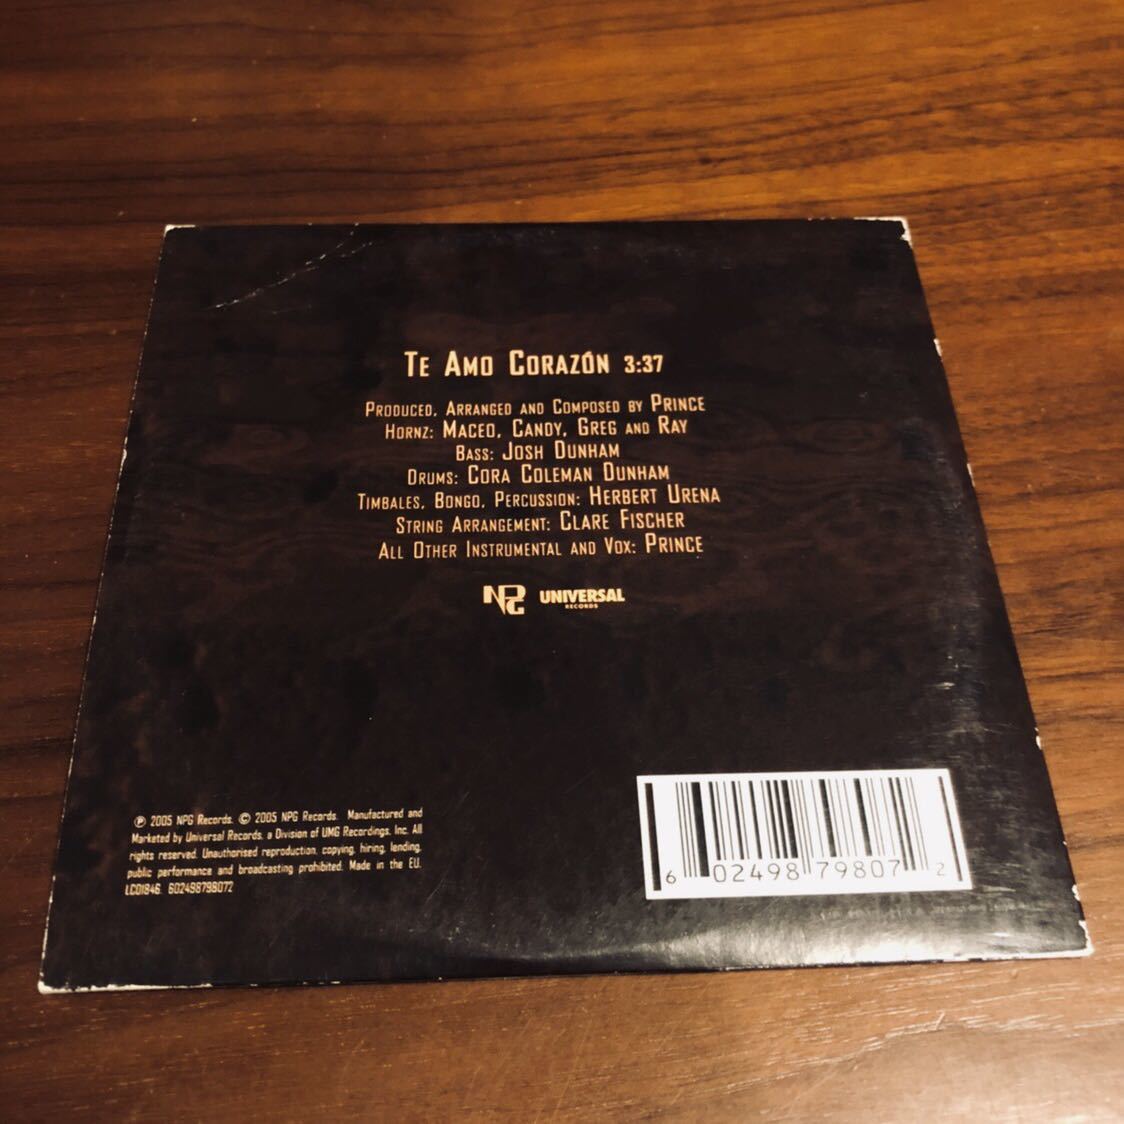 Te Amo Corazón 3:37
Produced, Arranged and Composed by Prince
Hornz: Maceo, Candy, Greg and Ray
Bass: Josh Dunham
Drums: Cora Coleman Dunham
Timbales, Bongo, Percussion: Herbert Urena
String Arrangement: Clare Fischer
All Other Instrumental and Vox: Prince
NPG UNIVERSAL
RECORDS
℗ 2005 NPG Records. © 2005 NPG Records. Manufactured and
Marketed by Universal Records, a Division of UMG Recordings, Inc. All
rights reserved. Unauthorised reproduction, copying, hiring, lending,
public performance and broadcasting prohibited. Made in the EU.
LC01846. 602498798072
6 02498 79807 2